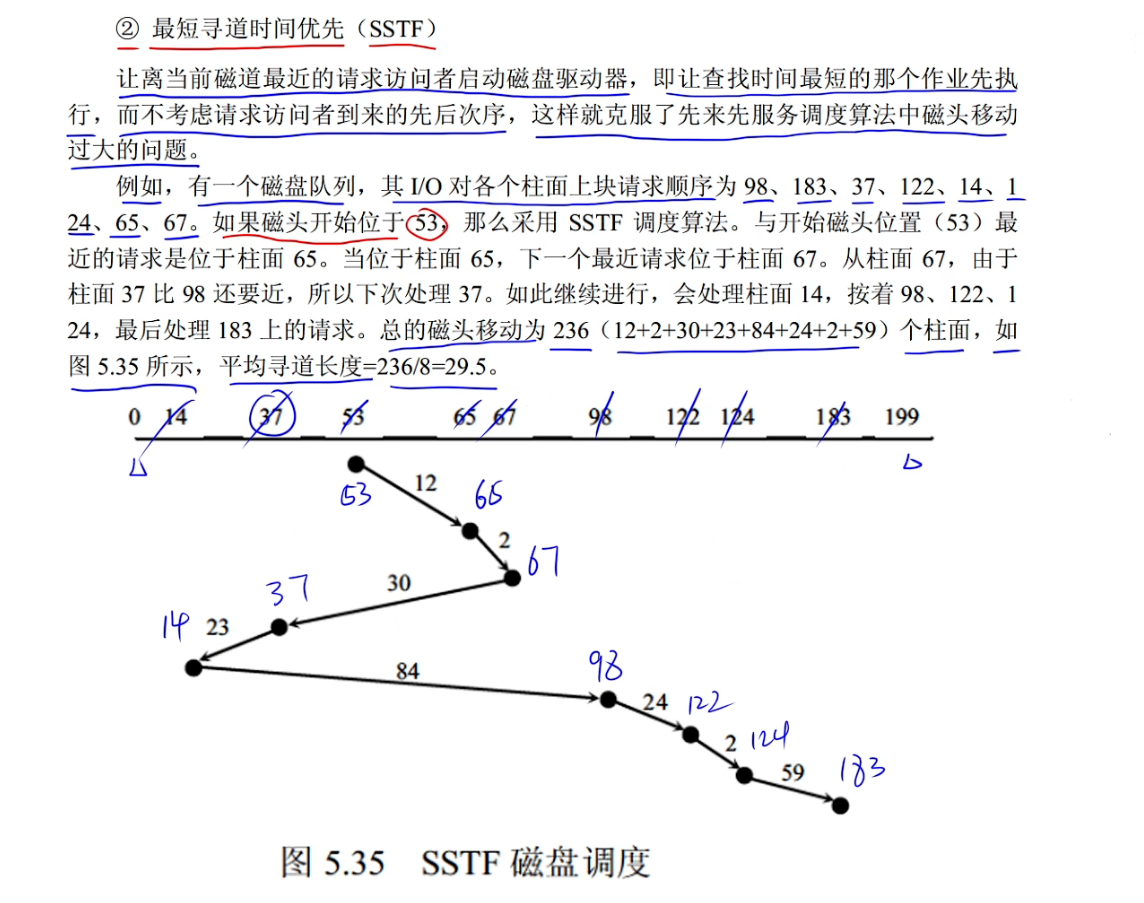 ② 最短寻道时间优先（SSTF）
让离当前磁道最近的请求访问者启动磁盘驱动器，即让查找时间最短的那个作业先执
行，而不考虑请求访问者到来的先后次序，这样就克服了先来先服务调度算法中磁头移动
过大的问题。
例如，有一个磁盘队列，其 I/O 对各个柱面上块请求顺序为 98、183、37、122、14、1
24、65、67。如果磁头开始位于 53，那么采用 SSTF 调度算法。与开始磁头位置（53）最
近的请求是位于柱面 65。当位于柱面 65，下一个最近请求位于柱面 67。从柱面 67，由于
柱面 37 比 98 还要近，所以下次处理 37。如此继续进行，会处理柱面 14，按着 98、122、1
24，最后处理 183 上的请求。总的磁头移动为 236（12+2+30+23+84+24+2+59）个柱面，如
图 5.35 所示，平均寻道长度=236/8=29.5。
0 14 37 53 65 67 98 122 124 183 199
53 12 65
2 67
37 30
14 23
84 98
24 122
2 124
59 183
图 5.35 SSTF 磁盘调度